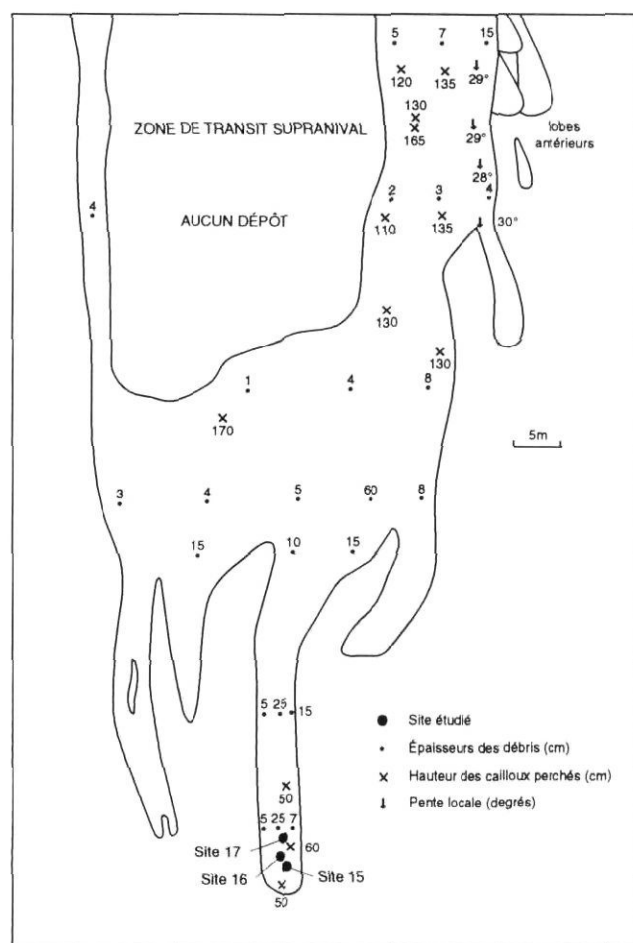 5 7 15
120 135 29°
130
ZONE DE TRANSIT SUPRANIVAL
165 29°
lobes
antérieurs
28°
2 3 4
4
AUCUN DÉPÔT
110 135 30°
130
130
1 4 8
170
5m
3 4 5 60 8
15 10 15
5 25 15
Site étudié
Épaisseurs des débris (cm)
50
Hauteur des cailloux perchés (cm)
Pente locale (degrés)
5 25 7
Site 17
60
Site 16
Site 15
50